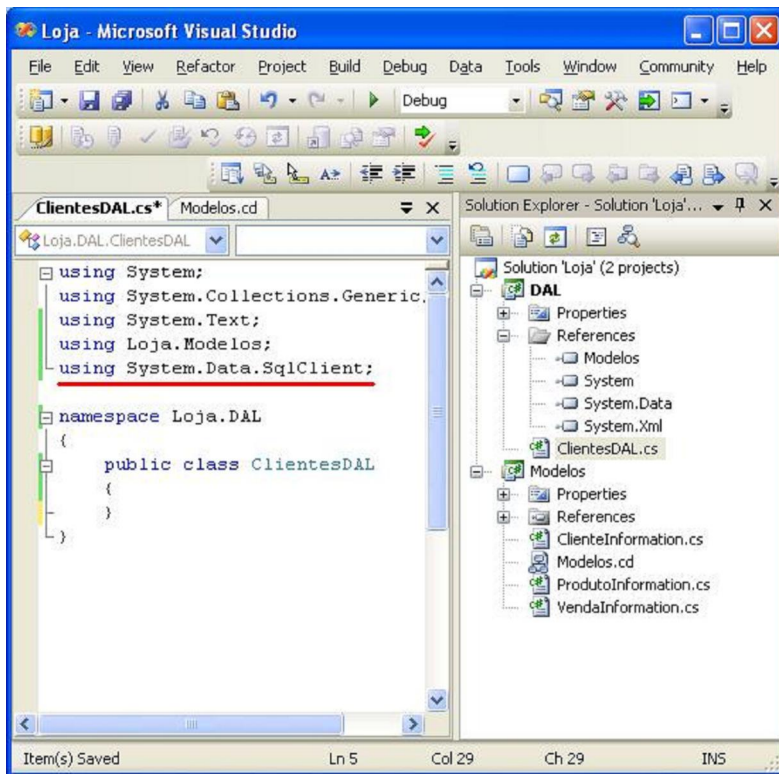 Loja - Microsoft Visual Studio
File Edit View Refactor Project Build Debug Data Tools Window Community Help
Debug
ClientesDAL.cs* Modelos.cd
Loja.DAL.ClientesDAL
using System;
using System.Collections.Generic.
using System.Text;
using Loja.Modelos;
using System.Data.SqlClient;
namespace Loja.DAL
{
public class ClientesDAL
{
}
}
Solution Explorer - Solution 'Loja'...
Solution 'Loja' (2 projects)
DAL
Properties
References
Modelos
System
System.Data
System.Xml
ClientesDAL.cs
Modelos
Properties
References
ClienteInformation.cs
Modelos.cd
ProdutoInformation.cs
VendaInformation.cs
Item(s) Saved Ln 5 Col 29 Ch 29 INS